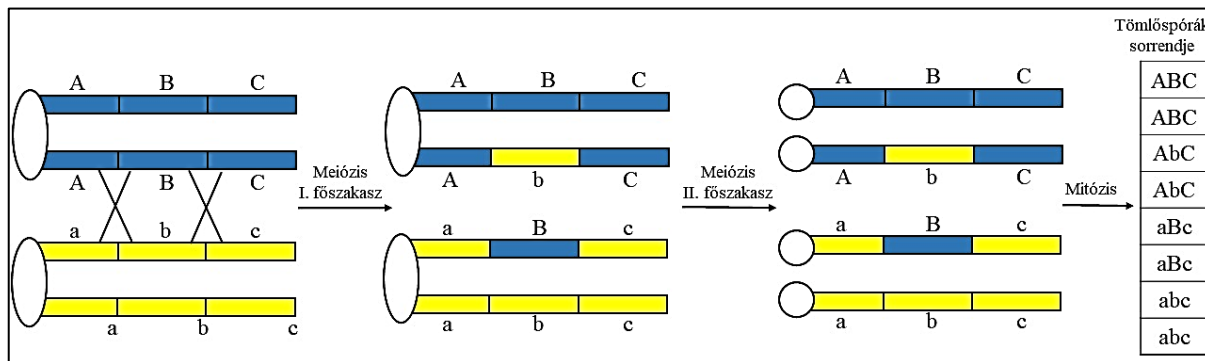 Tömlőspórák
sorrendje
A B C
A B C
a b c
a b c
Meiózis
I. főszakasz
A B C
A b C
a B c
a b c
Meiózis
II. főszakasz
A B C
A b C
a B c
a b c
Mitózis
ABC
ABC
AbC
AbC
aBc
aBc
abc
abc